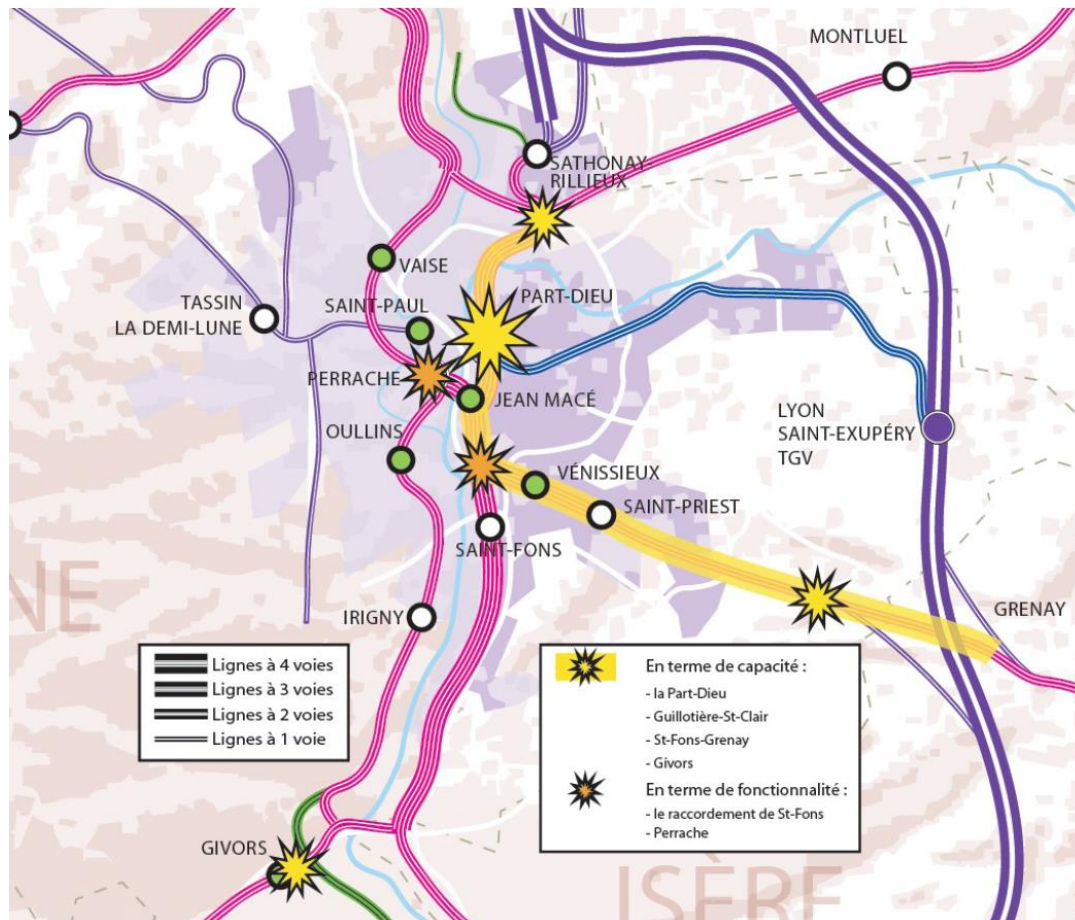 MONTLUEL
SATHONAY
RILLIEUX
VAISE
PART-DIEU
SAINT-PAUL
TASSIN
LA DEMI-LUNE
PERRACHE
JEAN MACÉ
OULLINS
LYON
SAINT-EXUPÉRY
TGV
VÉNISSIEUX
SAINT-PRIEST
SAINT-FONS
NE
IRIGNY
GRENAY
Lignes à 4 voies
Lignes à 3 voies
Lignes à 2 voies
Lignes à 1 voie
En terme de capacité :
- la Part-Dieu
- Guillotière-St-Clair
- St-Fons-Grenay
- Givors
En terme de fonctionnalité :
- le raccordement de St-Fons
- Perrache
GIVORS
ISÈRE